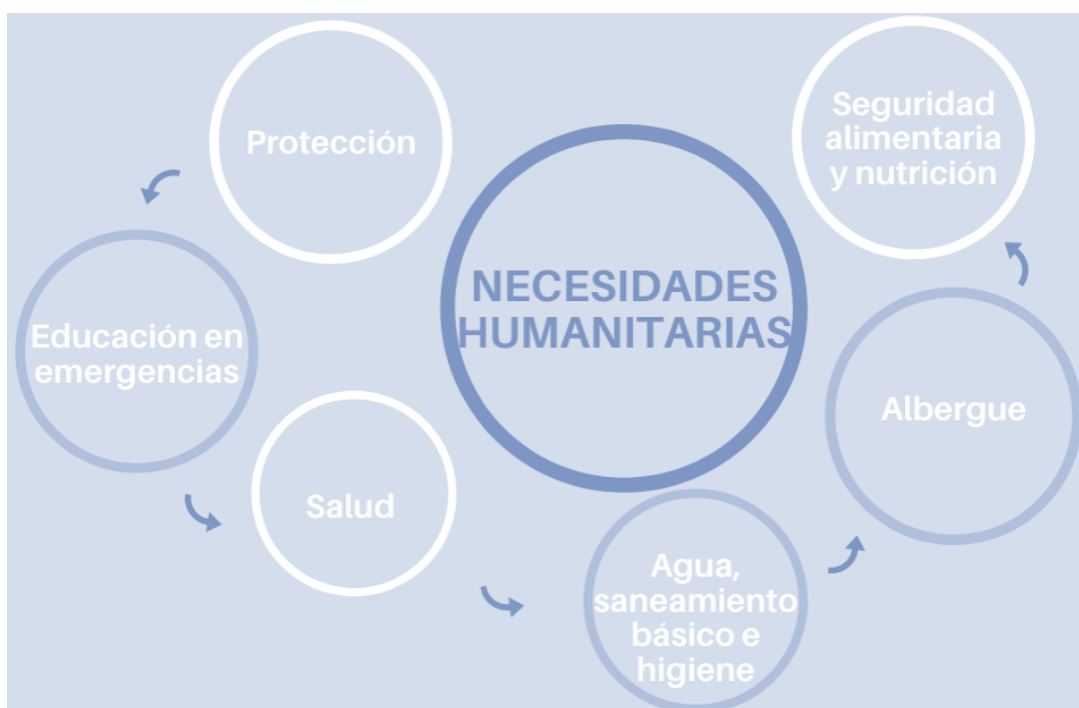 Protección
Educación en
emergencias
Salud
NECESIDADES
HUMANITARIAS
Agua,
saneamiento
básico e
higiene
Albergue
Seguridad
alimentaria
y nutrición